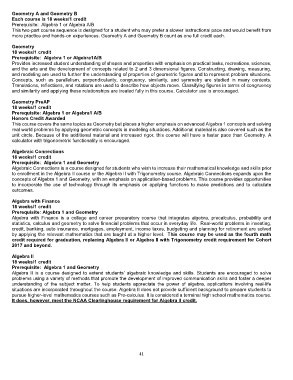 Geometry A and Geometry B
Each course is 18 weeks/1 credit
Prerequisite: Algebra 1 or Algebra A/B
This two part course sequence is designed for a student who may prefer a slower instructional pace and would benefit from
more practice and hands-on experiences. Geometry A and Geometry B count as one full credit each.
Geometry
18 weeks/1 credit
Prerequisite: Algebra 1 or Algebra1A/B
Provides increased student understanding of shapes and properties with emphasis on practical tasks, renovations, sciences,
and the arts and the development of concepts related to 2 and 3 dimensional figures. Constructing, drawing, measuring,
and modeling are used to further the understanding of properties of geometric figures and to represent problem situations.
Concepts, such as parallelism, perpendicularity, congruency, similarity, and symmetry are studied in many contexts.
Translations, reflections, and rotations are used to describe how objects move. Classifying figures in terms of congruency
and similarity and applying these relationships are treated fully in this course. Calculator use is encouraged.
Geometry PreAP
18 weeks/1 credit
Prerequisite: Algebra 1 or Algebra1 A/B
Honors Credit Awarded
This course covers the same topics as Geometry but places a higher emphasis on advanced Algebra 1 concepts and solving
real world problems by applying geometric concepts in modeling situations. Additional material is also covered such as the
unit circle. Because of the additional material and increased rigor, this course will have a faster pace than Geometry. A
calculator with trigonometric functionality is encouraged.
Algebraic Connections
18 weeks/1 credit
Prerequisite: Algebra 1 and Geometry
Algebraic Connections is a course designed for students who wish to increase their mathematical knowledge and skills prior
to enrollment in the Algebra II course or the Algebra II with Trigonometry course. Algebraic Connections expands upon the
concepts of Algebra 1 and Geometry, with an emphasis on application-based problems. This course provides opportunities
to incorporate the use of technology through its emphasis on applying functions to make predictions and to calculate
outcomes.
Algebra with Finance
18 weeks/1 credit
Prerequisite: Algebra 1 and Geometry
Algebra with Finance is a college and career preparatory course that integrates algebra, precalculus, probability and
statistics, calculus and geometry to solve financial problems that occur in everyday life. Real-world problems in investing,
credit, banking, auto insurance, mortgages, employment, income taxes, budgeting and planning for retirement are solved
by applying the relevant mathematics that are taught at a higher level. This course may be used as the fourth math
credit required for graduation, replacing Algebra II or Algebra II with Trigonometry credit requirement for Cohort
2017 and beyond.
Algebra II
18 weeks/1 credit
Prerequisite: Algebra 1 and Geometry
Algebra II is a course designed to extend students' algebraic knowledge and skills. Students are encouraged to solve
problems using a variety of methods that promote the development of improved communication skills and foster a deeper
understanding of the subject matter. To help students appreciate the power of algebra, applications involving real-life
situations are incorporated throughout the course. Algebra II does not provide sufficient background to prepare students to
pursue higher-level mathematics courses such as Pre-calculus. It is considered a terminal high school mathematics course.
It does, however, meet the NCAA Clearinghouse requirement for Algebra II credit.
41